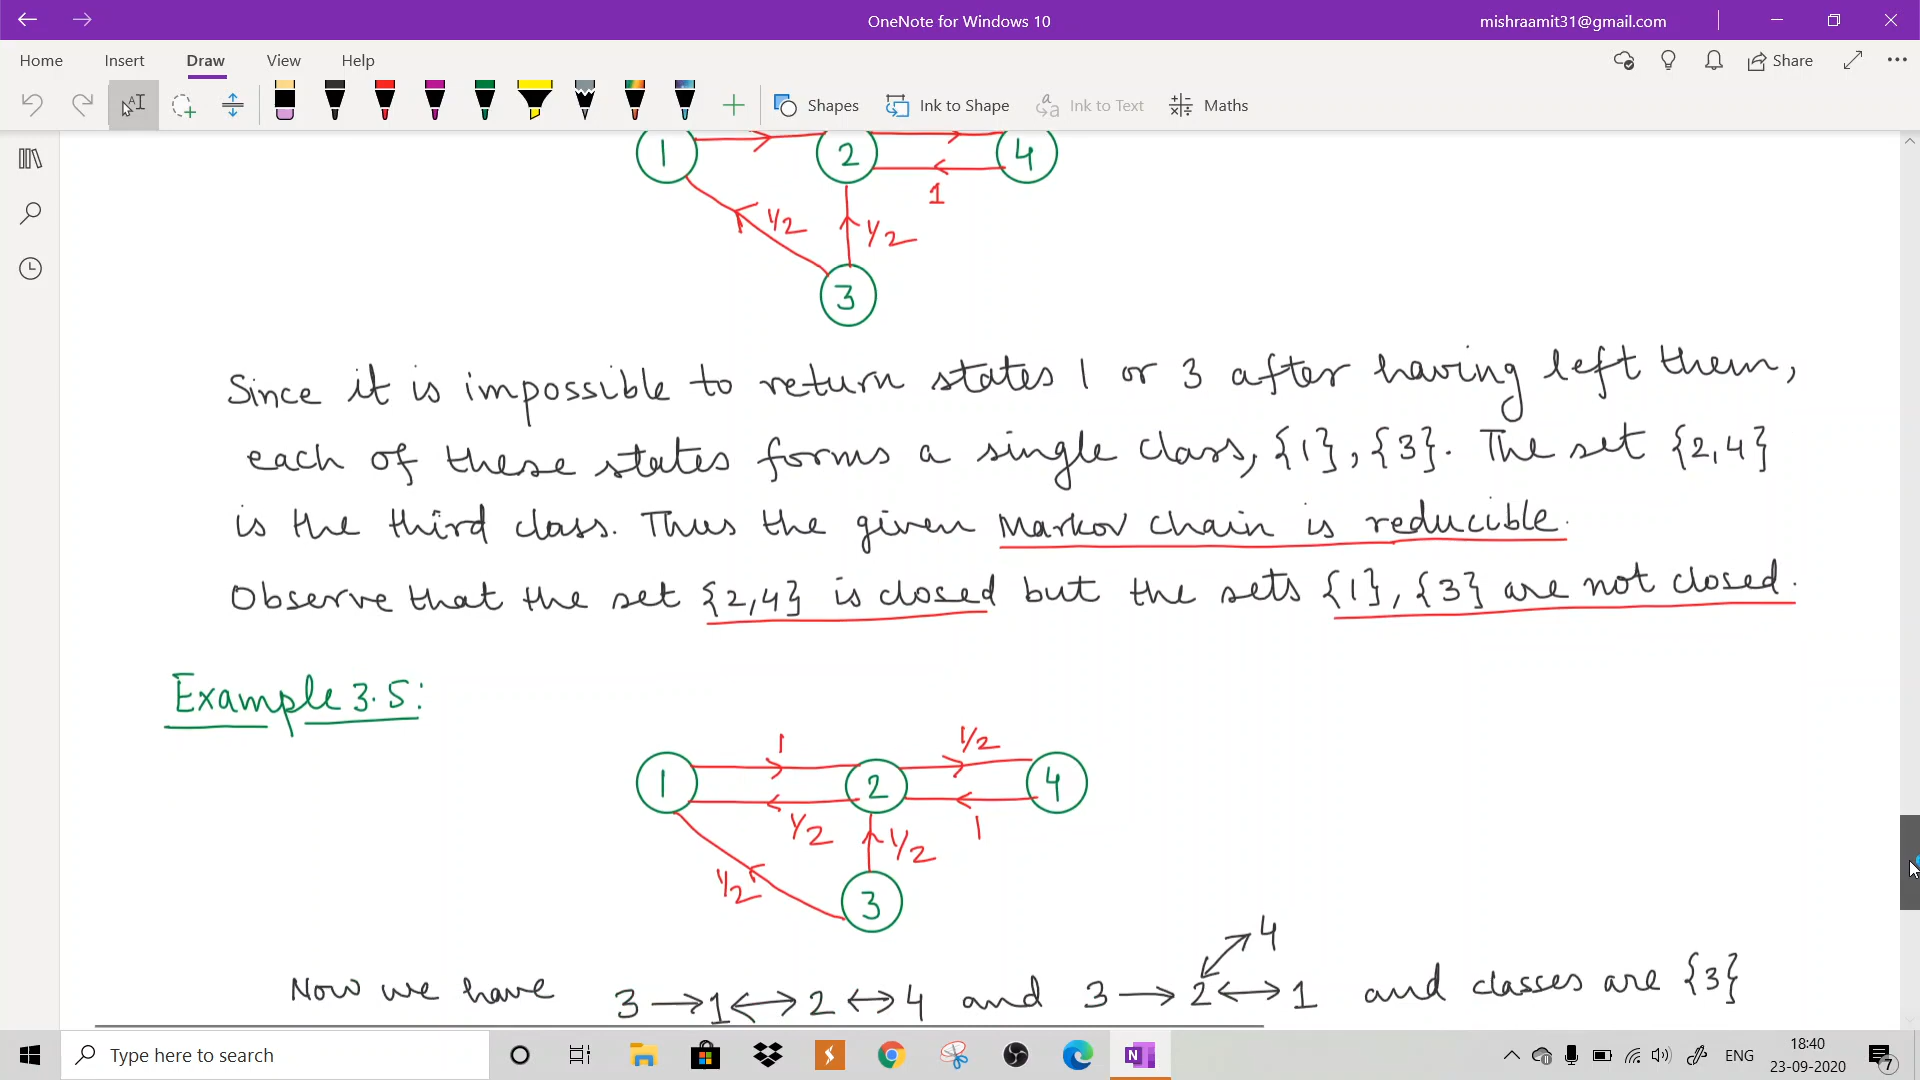 OneNote for Windows 10
mishraamit31@gmail.com
Home Insert Draw View Help
Share
Shapes Ink to Shape Ink to Text Maths
1 2 4
1
1/2 1/2
3
Since it is impossible to return states 1 or 3 after having left them,
each of these states forms a single class, {1}, {3}. The set {2,4}
is the third class. Thus the given Markov chain is reducible.
Observe that the set {2,4} is closed but the sets {1}, {3} are not closed.
Example 3.5:
1 1/2
1 2 4
1/2 1/2 1
1/2
3
4
Now we have 3 → 1 ↔ 2 ↔ 4 and 3 → 2 ↔ 1 and classes are {3}
Type here to search
ENG
18:40
23-09-2020
7